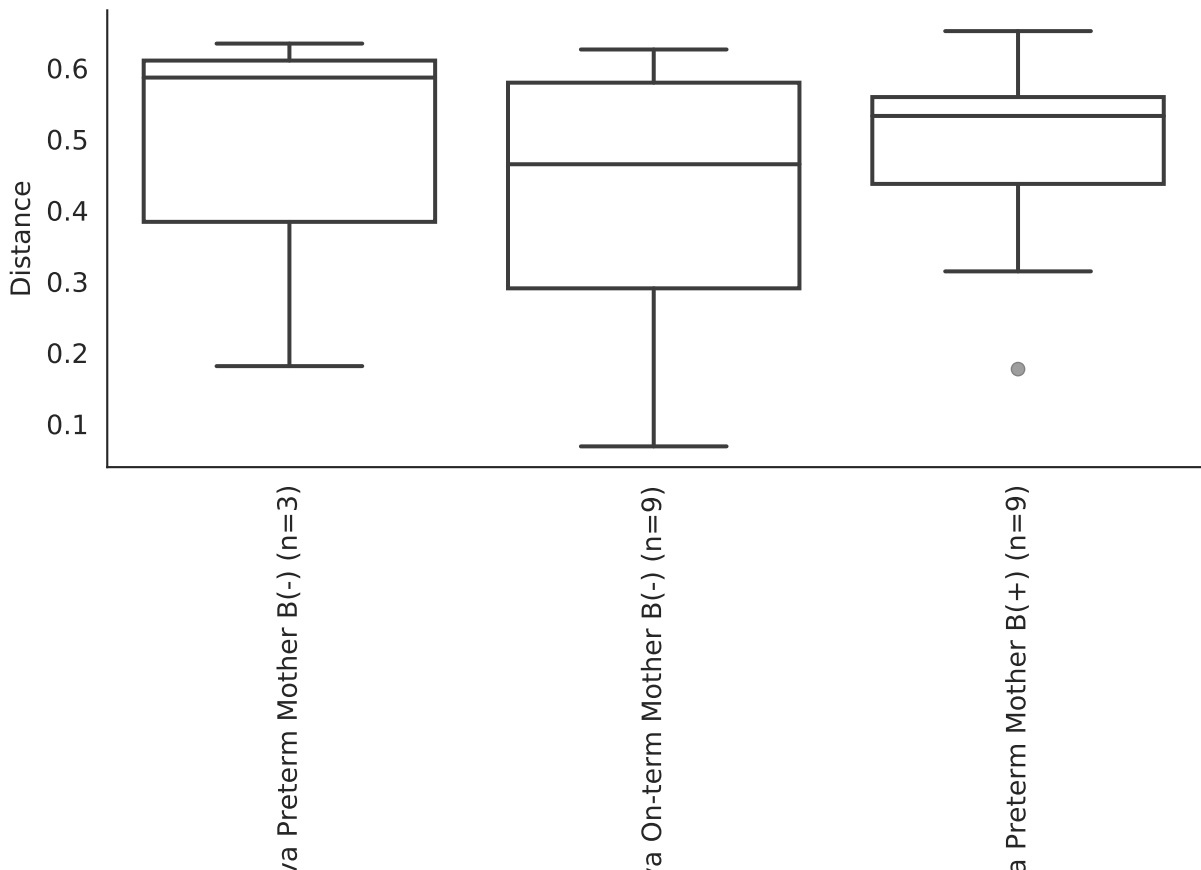 Distance
0.6
0.5
0.4
0.3
0.2
0.1
Preterm Mother B(-) (n=3)
On-term Mother B(-) (n=9)
Preterm Mother B(+) (n=9)